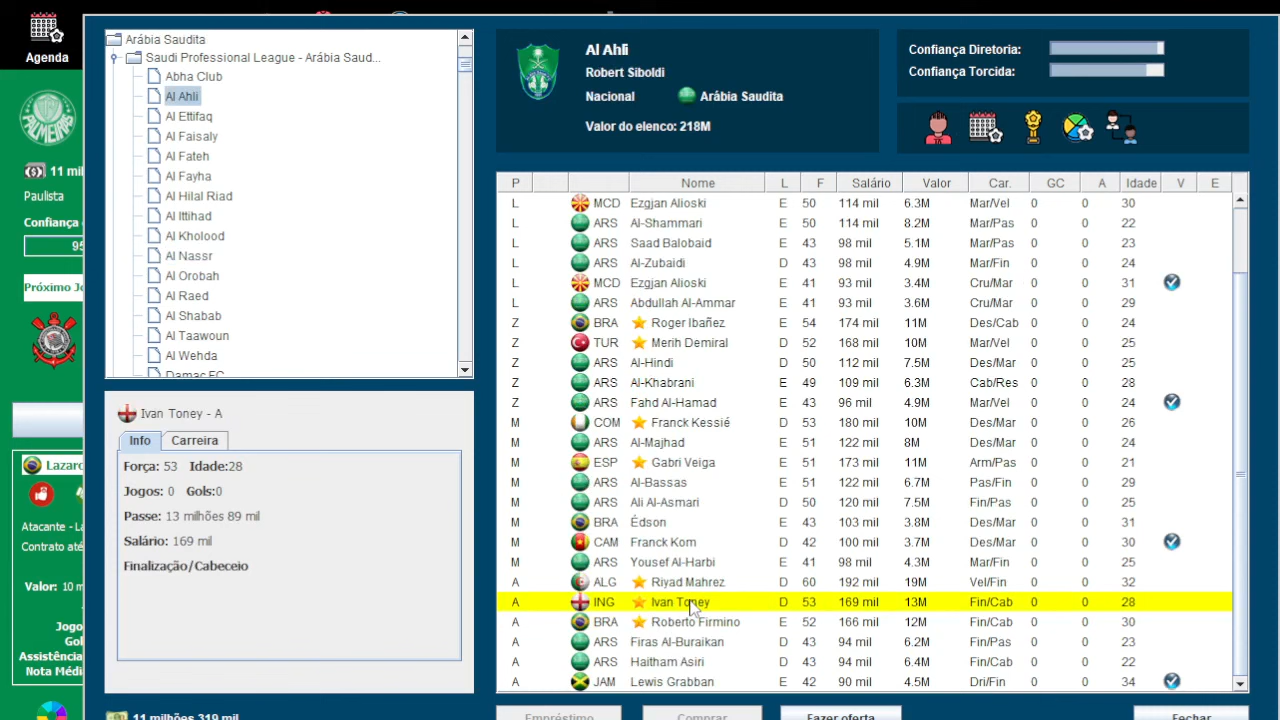 Agenda
PALMEIRAS
11 mil
Paulista
Confiança
95
Próximo Jo
Lazaro
Atacante - La
Contrato até
Valor: 10 m
Jogo
Gol
Assistência
Nota Médi
Arábia Saudita
Saudi Professional League - Arábia Saud...
Abha Club
Al Ahli
Al Ettifaq
Al Faisaly
Al Fateh
Al Fayha
Al Hilal Riad
Al Ittihad
Al Kholood
Al Nassr
Al Orobah
Al Raed
Al Shabab
Al Taawoun
Al Wehda
Damac FC
Al Ahli
Robert Siboldi
Nacional Arábia Saudita
Valor do elenco: 218M
Confiança Diretoria:
Confiança Torcida:
Ivan Toney - A
Info Carreira
Força: 53 Idade:28
Jogos: 0 Gols:0
Passe: 13 milhões 89 mil
Salário: 169 mil
Finalização/Cabeceio
P Nome L F Salário Valor Car. GC A Idade V E
L MCD Ezgjan Alioski E 50 114 mil 6.3M Mar/Vel 0 0 30
L ARS Al-Shammari E 50 114 mil 8.2M Mar/Pas 0 0 22
L ARS Saad Balobaid E 43 98 mil 5.1M Mar/Pas 0 0 23
L ARS Al-Zubaidi D 43 98 mil 4.9M Mar/Fin 0 0 24
L MCD Ezgjan Alioski E 41 93 mil 3.4M Cru/Mar 0 0 31
L ARS Abdullah Al-Ammar E 41 93 mil 3.6M Cru/Mar 0 0 29
Z BRA Roger Ibañez E 54 174 mil 11M Des/Cab 0 0 24
Z TUR Merih Demiral D 52 168 mil 10M Mar/Vel 0 0 25
Z ARS Al-Hindi D 50 112 mil 7.5M Des/Mar 0 0 25
Z ARS Al-Khabrani E 49 109 mil 6.3M Cab/Res 0 0 28
Z ARS Fahd Al-Hamad E 43 96 mil 4.9M Mar/Vel 0 0 24
M COM Franck Kessié D 53 180 mil 10M Des/Mar 0 0 26
M ARS Al-Majhad E 51 122 mil 8M Des/Mar 0 0 24
M ESP Gabri Veiga E 51 173 mil 11M Arm/Pas 0 0 21
M ARS Al-Bassas E 51 122 mil 6.7M Pas/Fin 0 0 29
M ARS Ali Al-Asmari D 50 120 mil 7.5M Fin/Pas 0 0 25
M BRA Édson E 43 103 mil 3.8M Des/Mar 0 0 31
M CAM Franck Kom D 42 100 mil 3.7M Des/Mar 0 0 30
M ARS Yousef Al-Harbi E 41 98 mil 4.3M Mar/Fin 0 0 25
A ALG Riyad Mahrez D 60 192 mil 19M Vel/Fin 0 0 32
A ING Ivan Toney D 53 169 mil 13M Fin/Cab 0 0 28
A BRA Roberto Firmino E 52 166 mil 12M Fin/Cab 0 0 30
A ARS Firas Al-Buraikan D 43 94 mil 6.2M Fin/Pas 0 0 23
A ARS Haitham Asiri D 43 94 mil 6.4M Fin/Cab 0 0 22
A JAM Lewis Grabban E 42 90 mil 4.5M Dri/Fin 0 0 34
11 milhões 319 mil
Empréstimo Comprar Fazer oferta Fechar